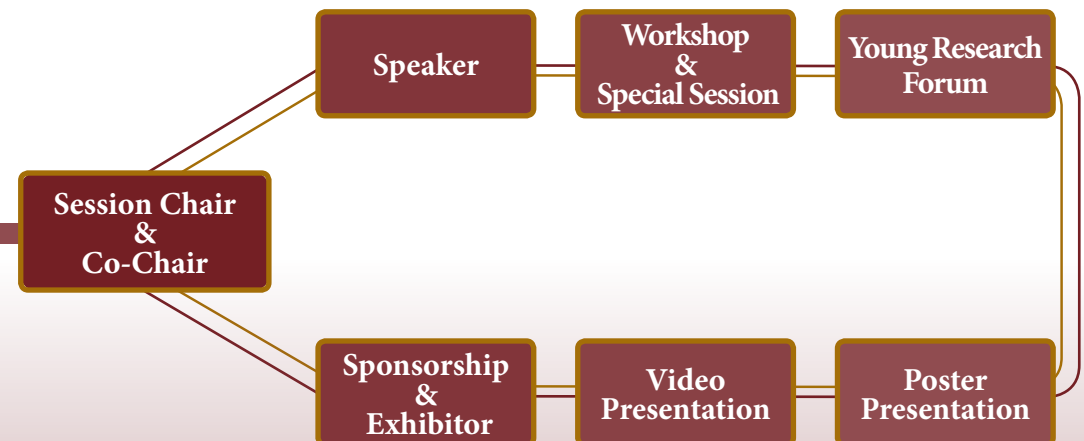 Speaker
Workshop
&
Special Session
Young Research
Forum
Session Chair
&
Co-Chair
Sponsorship
&
Exhibitor
Video
Presentation
Poster
Presentation